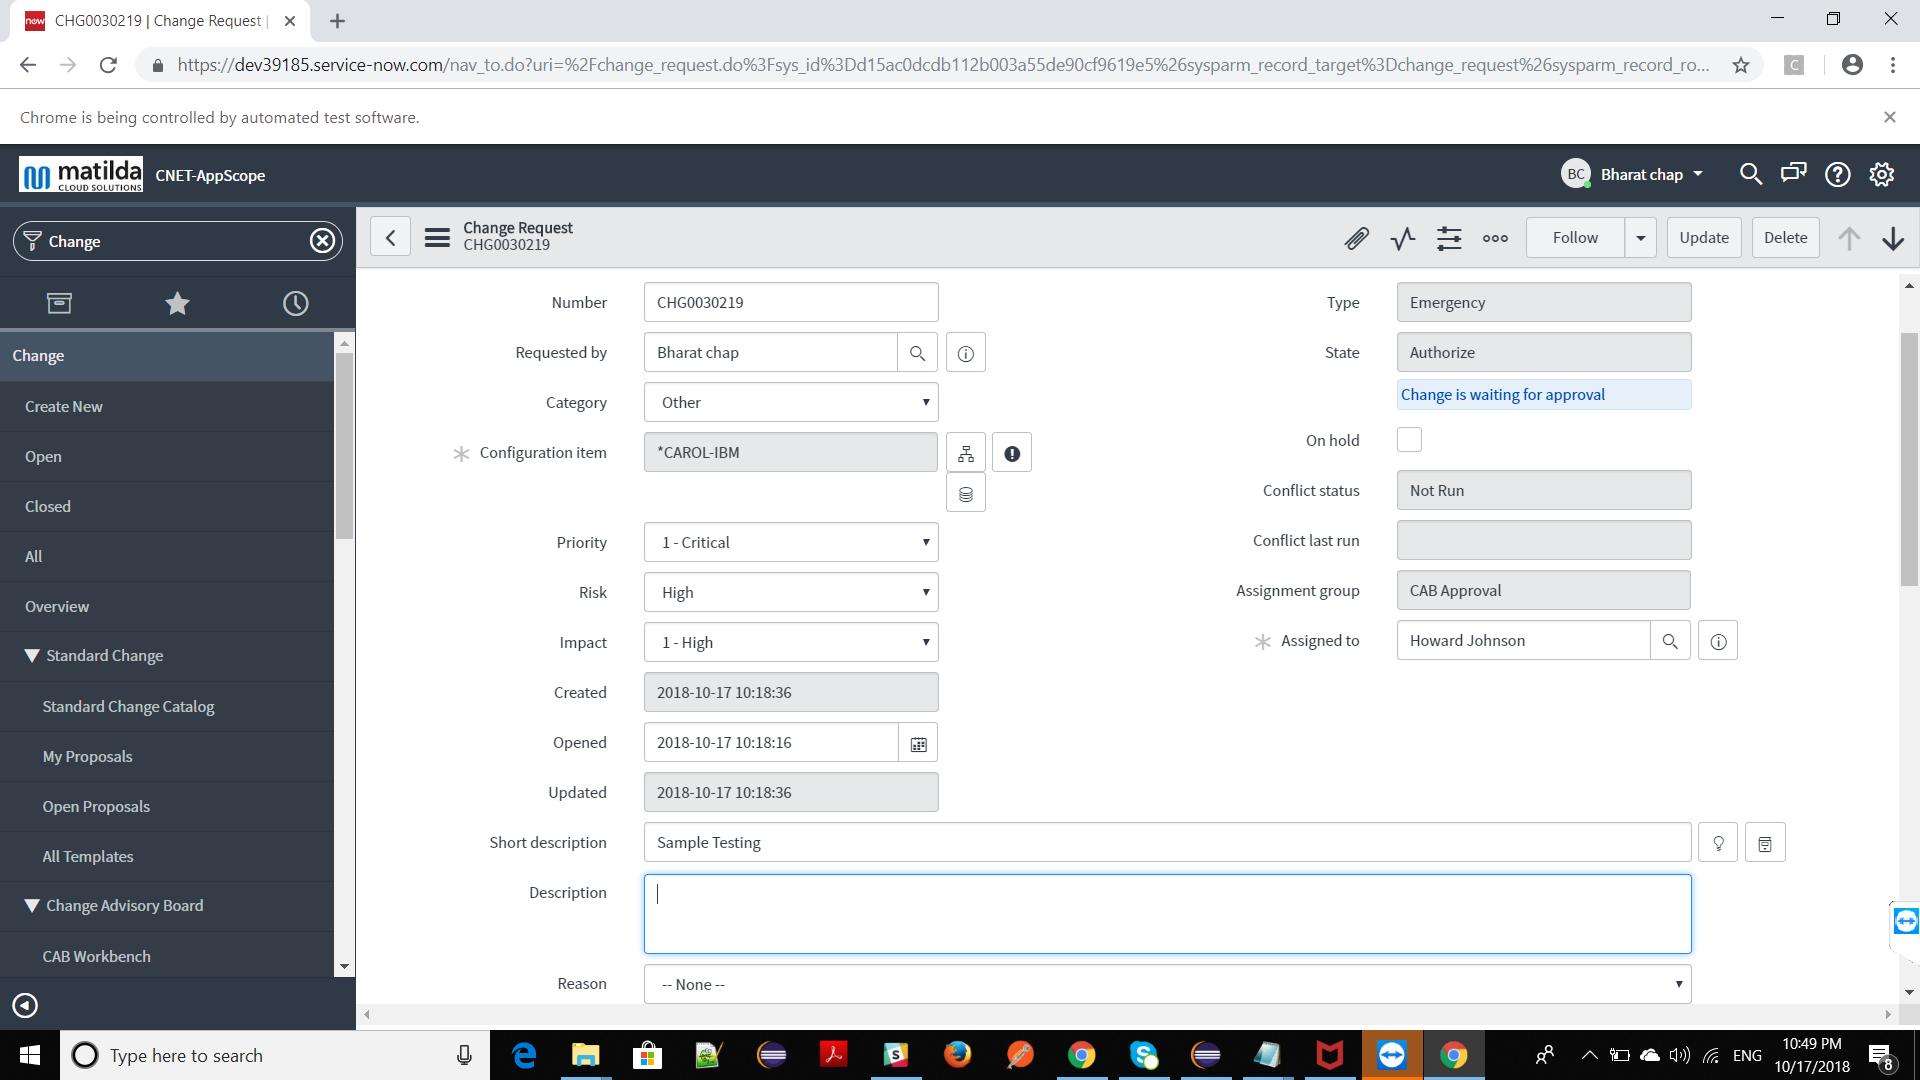 CHG0030219 | Change Request |
https://dev39185.service-now.com/nav_to.do?uri=%2Fchange_request.do%3Fsys_id%3Dd15ac0dcdb112b003a55de90cf9619e5%26sysparm_record_target%3Dchange_request%26sysparm_record_ro...
Chrome is being controlled by automated test software.
matilda
CLOUD SOLUTIONS
CNET-AppScope
BC
Bharat chap
Change
Change Request
CHG0030219
Follow
Update
Delete
Change
Create New
Open
Closed
All
Overview
Standard Change
Standard Change Catalog
My Proposals
Open Proposals
All Templates
Change Advisory Board
CAB Workbench
Number CHG0030219
Requested by Bharat chap
Category Other
Configuration item *CAROL-IBM
Priority 1 - Critical
Risk High
Impact 1 - High
Created 2018-10-17 10:18:36
Opened 2018-10-17 10:18:16
Updated 2018-10-17 10:18:36
Type Emergency
State Authorize
Change is waiting for approval
On hold
Conflict status Not Run
Conflict last run
Assignment group CAB Approval
Assigned to Howard Johnson
Short description Sample Testing
Description
Reason -- None --
Type here to search
ENG
10:49 PM
10/17/2018
8